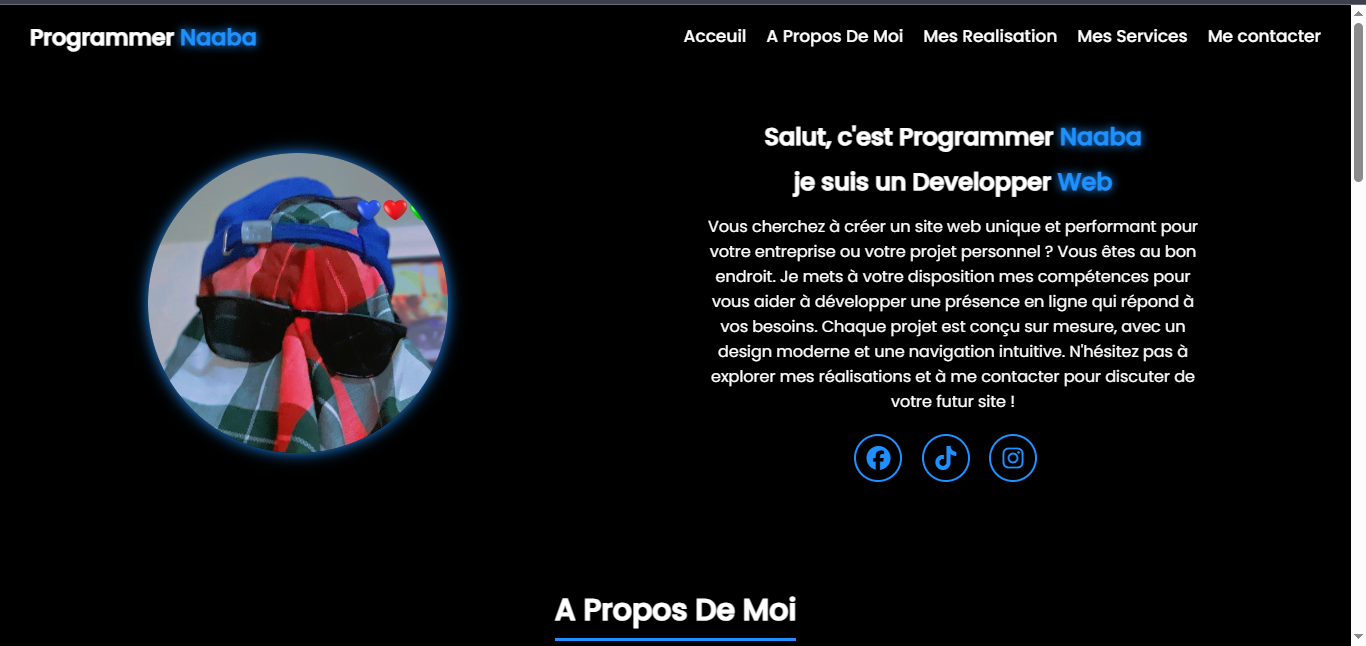 Programmer Naaba
Acceuil A Propos De Moi Mes Realisation Mes Services Me contacter
Salut, c'est Programmer Naaba
je suis un Developper Web
Vous cherchez à créer un site web unique et performant pour
votre entreprise ou votre projet personnel ? Vous êtes au bon
endroit. Je mets à votre disposition mes compétences pour
vous aider à développer une présence en ligne qui répond à
vos besoins. Chaque projet est conçu sur mesure, avec un
design moderne et une navigation intuitive. N'hésitez pas à
explorer mes réalisations et à me contacter pour discuter de
votre futur site !
A Propos De Moi